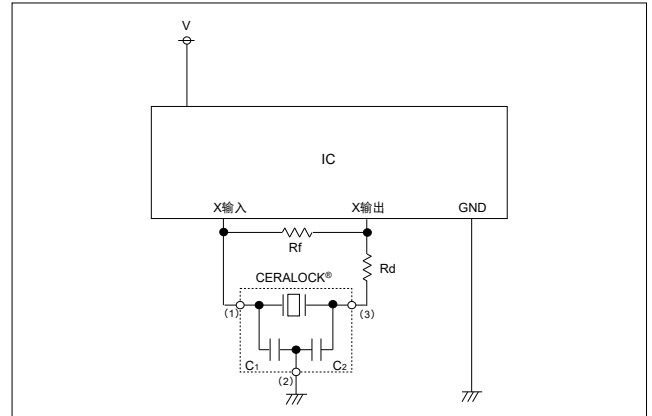 V
IC
X输入
X输出
GND
Rf
Rd
CERALOCK®
(1)
(3)
C1
C2
(2)